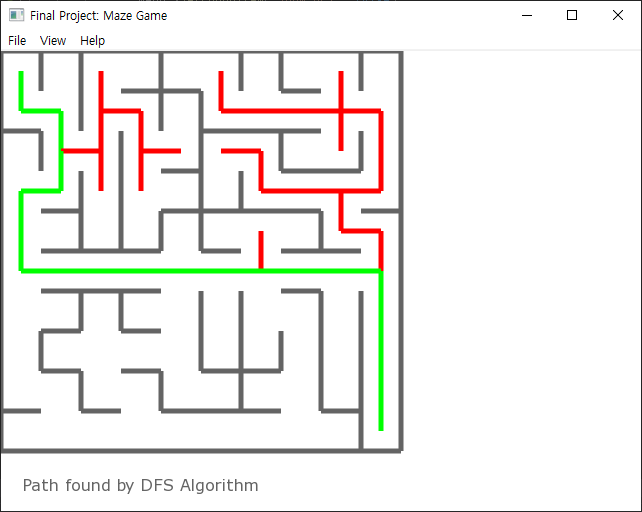 Final Project: Maze Game
File View Help
Path found by DFS Algorithm